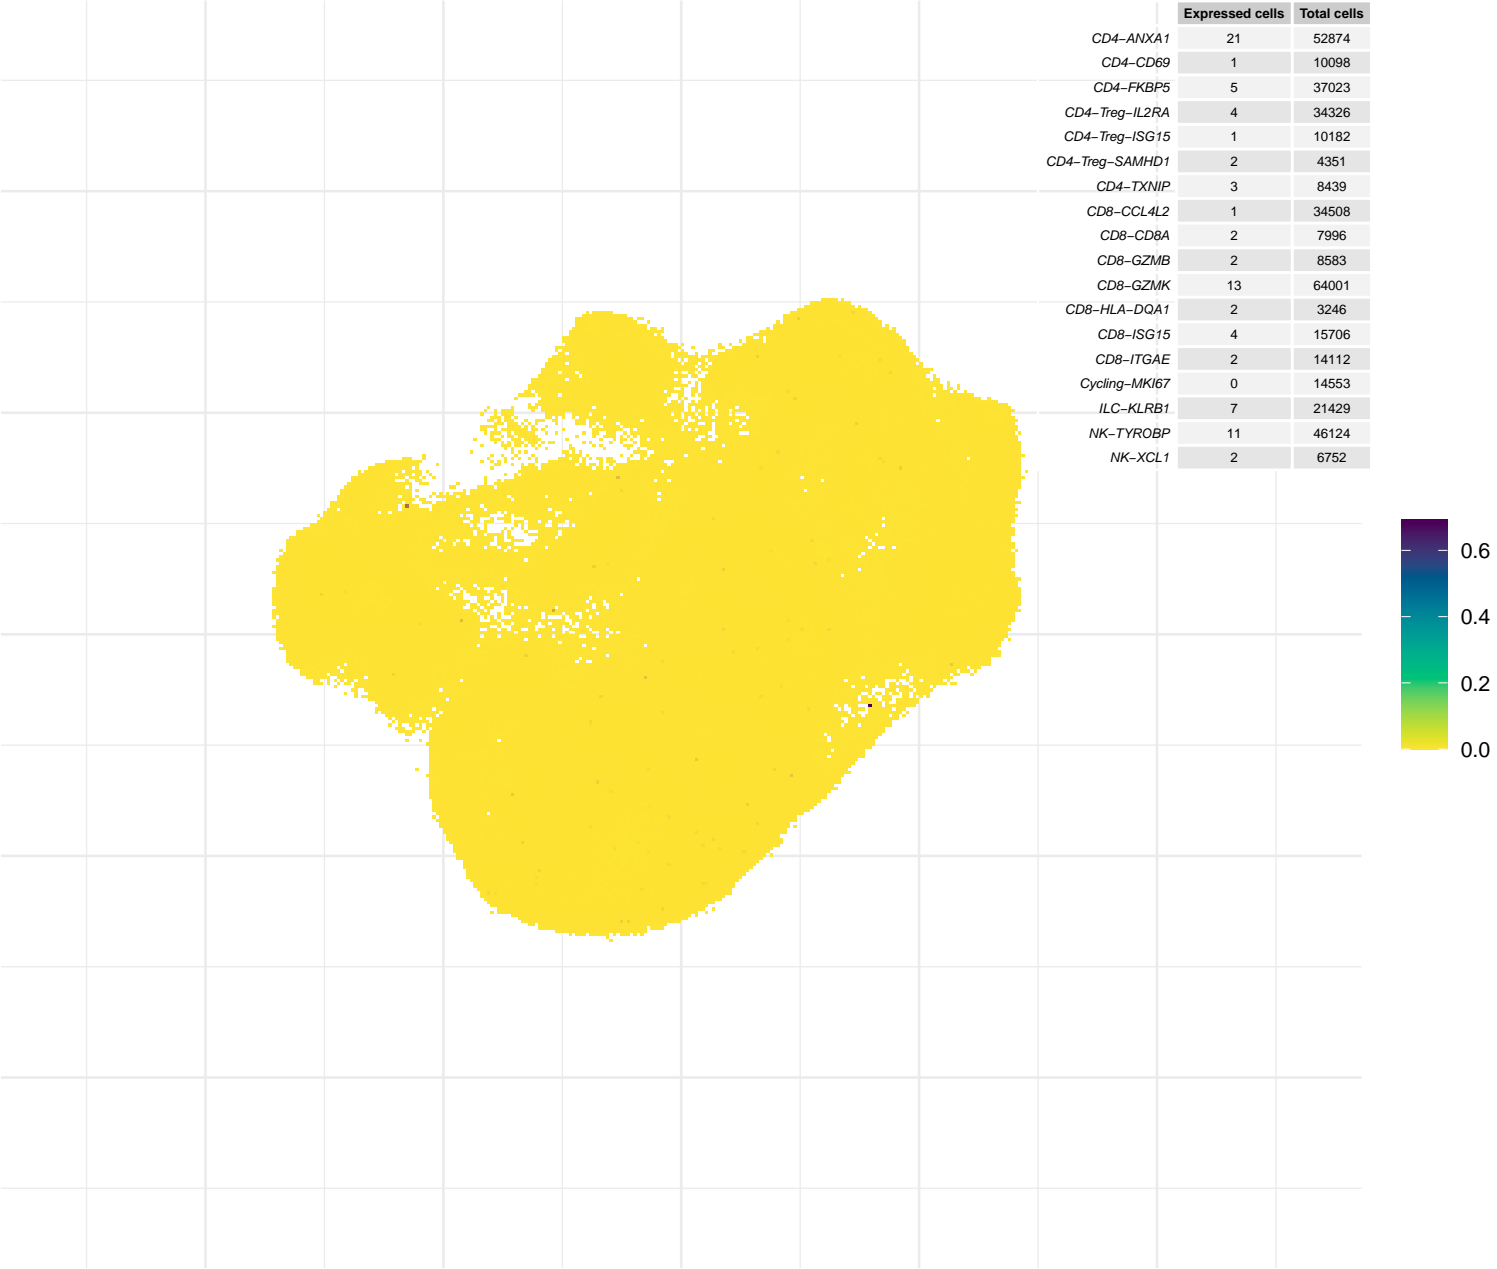 Expressed cells Total cells
CD4−ANXA1 21 52874
CD4−CD69 1 10098
CD4−FKBP5 5 37023
CD4−Treg−IL2RA 4 34326
CD4−Treg−ISG15 1 10182
CD4−Treg−SAMHD1 2 4351
CD4−TXNIP 3 8439
CD8−CCL4L2 1 34508
CD8−CD8A 2 7996
CD8−GZMB 2 8583
CD8−GZMK 13 64001
CD8−HLA−DQA1 2 3246
CD8−ISG15 4 15706
CD8−ITGAE 2 14112
Cycling−MKI67 0 14553
ILC−KLRB1 7 21429
NK−TYROBP 11 46124
NK−XCL1 2 6752
0.6
0.4
0.2
0.0